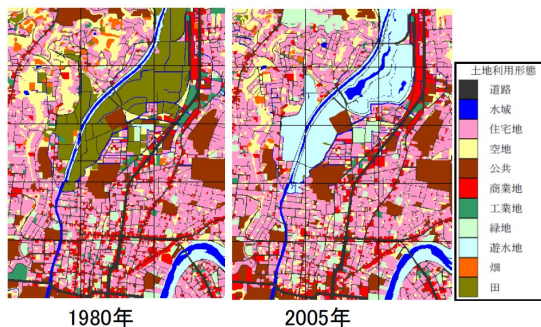 土地利用形態
道路
水域
住宅地
空地
公共
商業地
工業地
緑地
遊水地
畑
田
1980年
2005年